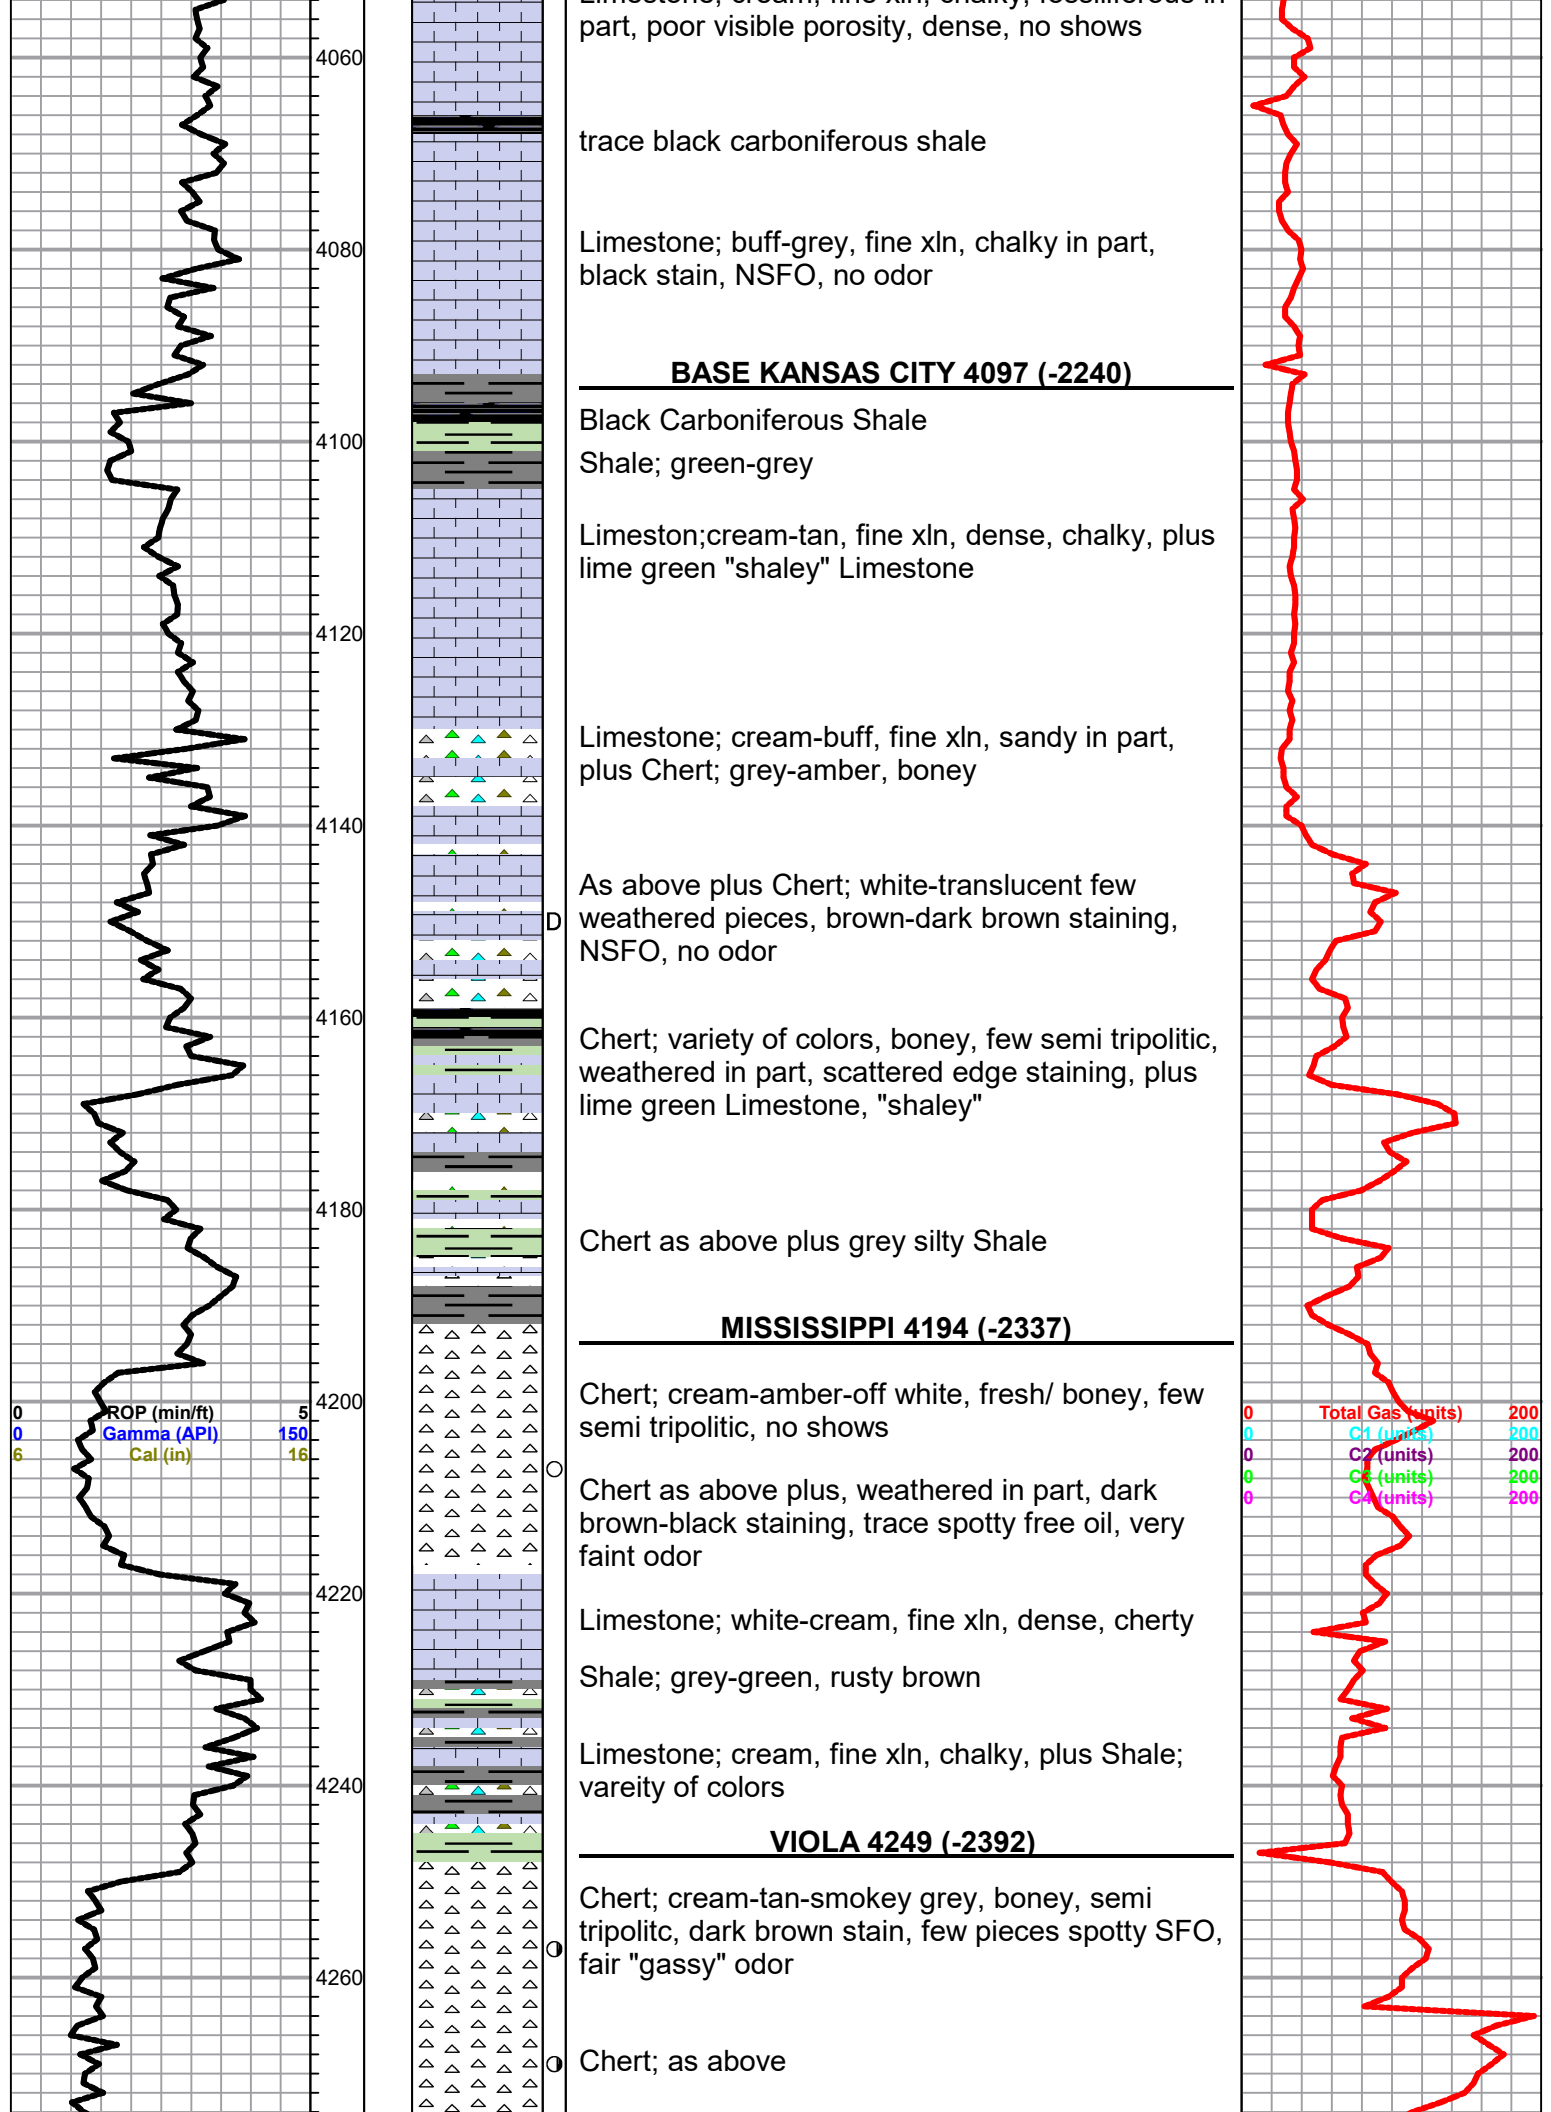 part, poor visible porosity, dense, no shows
4060
trace black carboniferous shale
4080
Limestone; buff-grey, fine xln, chalky in part,
black stain, NSFO, no odor
BASE KANSAS CITY 4097 (-2240)
Black Carboniferous Shale
4100
Shale; green-grey
Limeston;cream-tan, fine xln, dense, chalky, plus
lime green "shaley" Limestone
4120
Limestone; cream-buff, fine xln, sandy in part,
plus Chert; grey-amber, boney
4140
As above plus Chert; white-translucent few
D
weathered pieces, brown-dark brown staining,
NSFO, no odor
4160
Chert; variety of colors, boney, few semi tripolitic,
weathered in part, scattered edge staining, plus
lime green Limestone, "shaley"
4180
Chert as above plus grey silty Shale
MISSISSIPPI 4194 (-2337)
4200
Chert; cream-amber-off white, fresh/ boney, few
semi tripolitic, no shows
0 ROP (min/ft) 5
0 Gamma (API) 150
6 Cal (in) 16
0 Total Gas (units) 200
0 C1 (units) 200
0 C2 (units) 200
0 C3 (units) 200
0 C4 (units) 200
Chert as above plus, weathered in part, dark
brown-black staining, trace spotty free oil, very
faint odor
4220
Limestone; white-cream, fine xln, dense, cherty
Shale; grey-green, rusty brown
Limestone; cream, fine xln, chalky, plus Shale;
vareity of colors
4240
VIOLA 4249 (-2392)
Chert; cream-tan-smokey grey, boney, semi
tripolitc, dark brown stain, few pieces spotty SFO,
fair "gassy" odor
4260
Chert; as above